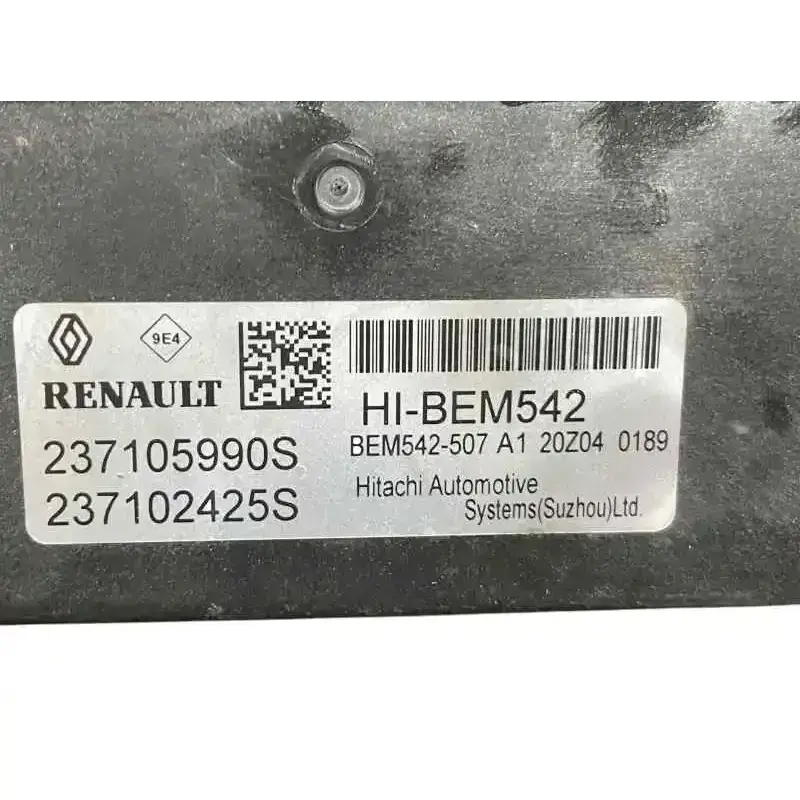 9E4
RENAULT
237105990S
237102425S
HI-BEM542
BEM542-507 A1 20Z04 0189
Hitachi Automotive
Systems(Suzhou)Ltd.